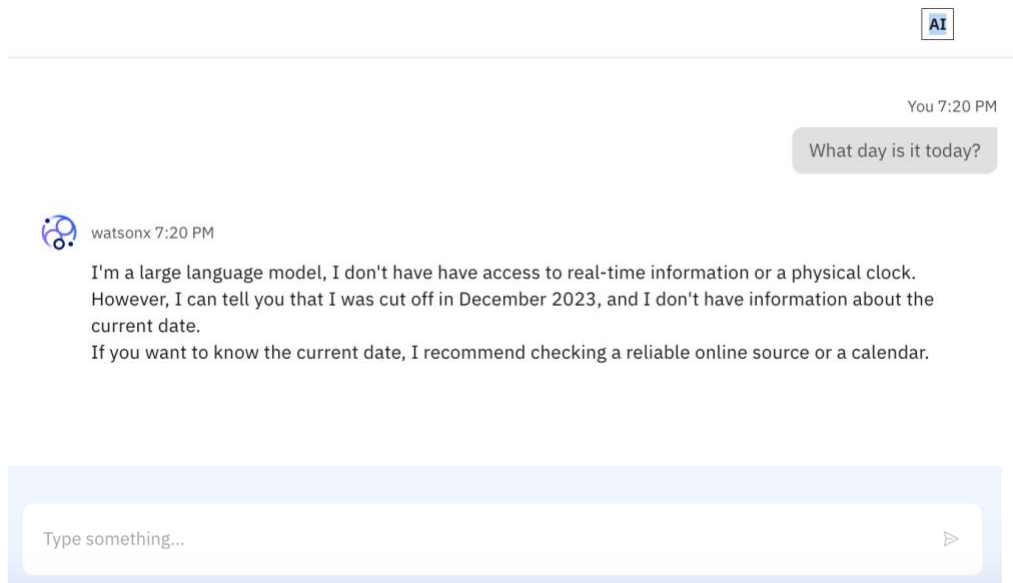 AI
You 7:20 PM
What day is it today?
watsonx 7:20 PM
I'm a large language model, I don't have have access to real-time information or a physical clock.
However, I can tell you that I was cut off in December 2023, and I don't have information about the
current date.
If you want to know the current date, I recommend checking a reliable online source or a calendar.
Type something...